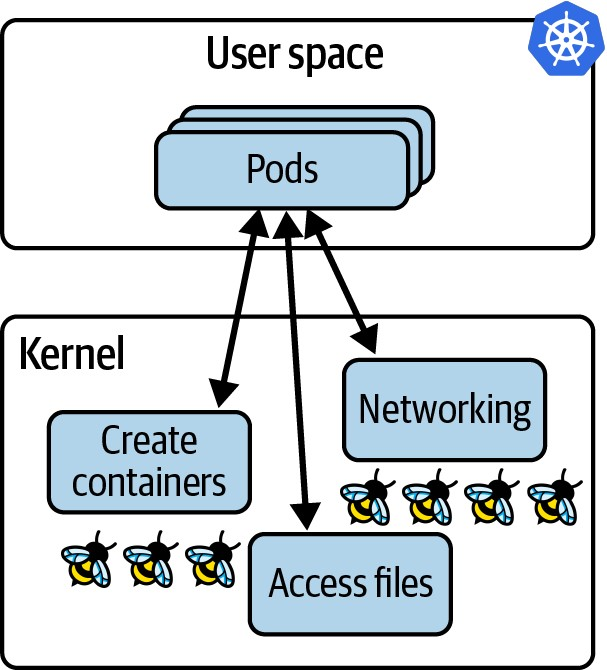 User space
Pods
Kernel
Networking
Create
containers
Access files